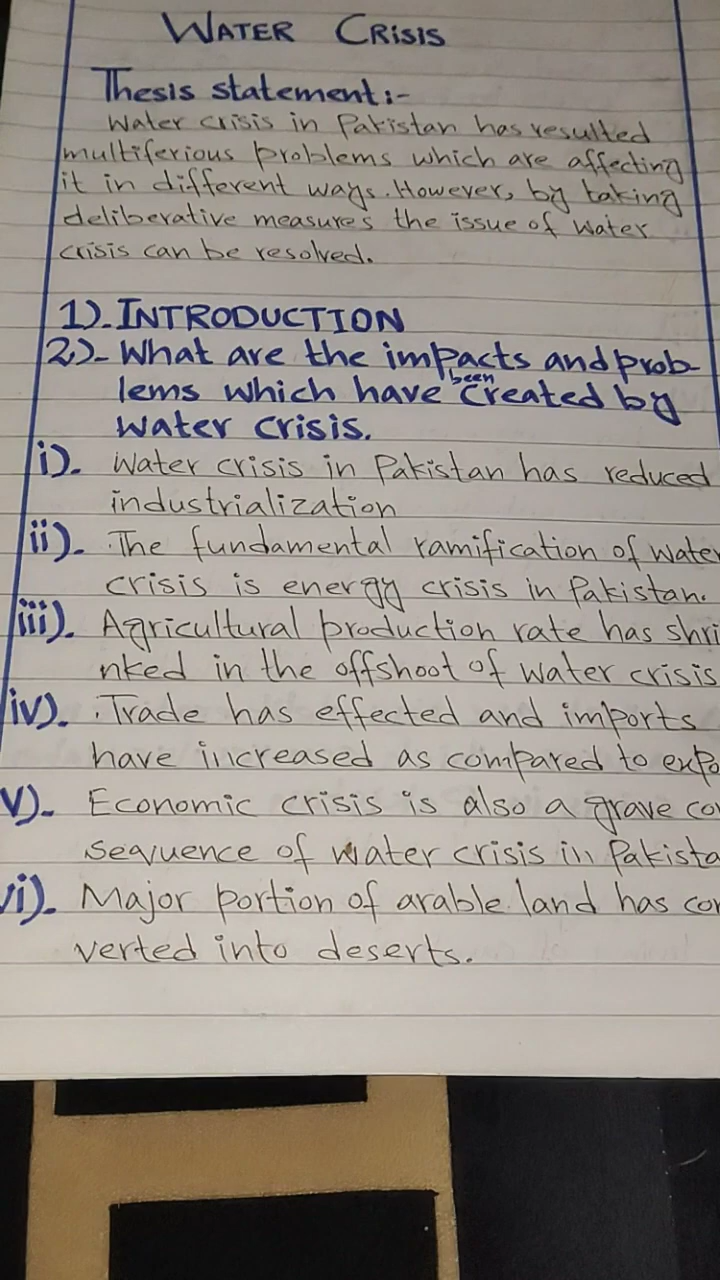 WATER CRISIS
Thesis statement:-
Water crisis in Pakistan has resulted
multiferious problems which are affecting
it in different ways. However, by taking
deliberative measures the issue of water
crisis can be resolved.
1). INTRODUCTION
2)- What are the impacts and prob-
lems which have been created by
water crisis.
i). Water crisis in Pakistan has reduced
industrialization
ii). The fundamental ramification of water
crisis is energy crisis in Pakistan.
iii). Agricultural production rate has shri
nked in the offshoot of water crisis
iv). Trade has effected and imports
have increased as compared to expo
v). Economic crisis is also a grave con
sequence of water crisis in Pakista
vi). Major portion of arable land has con
verted into deserts.